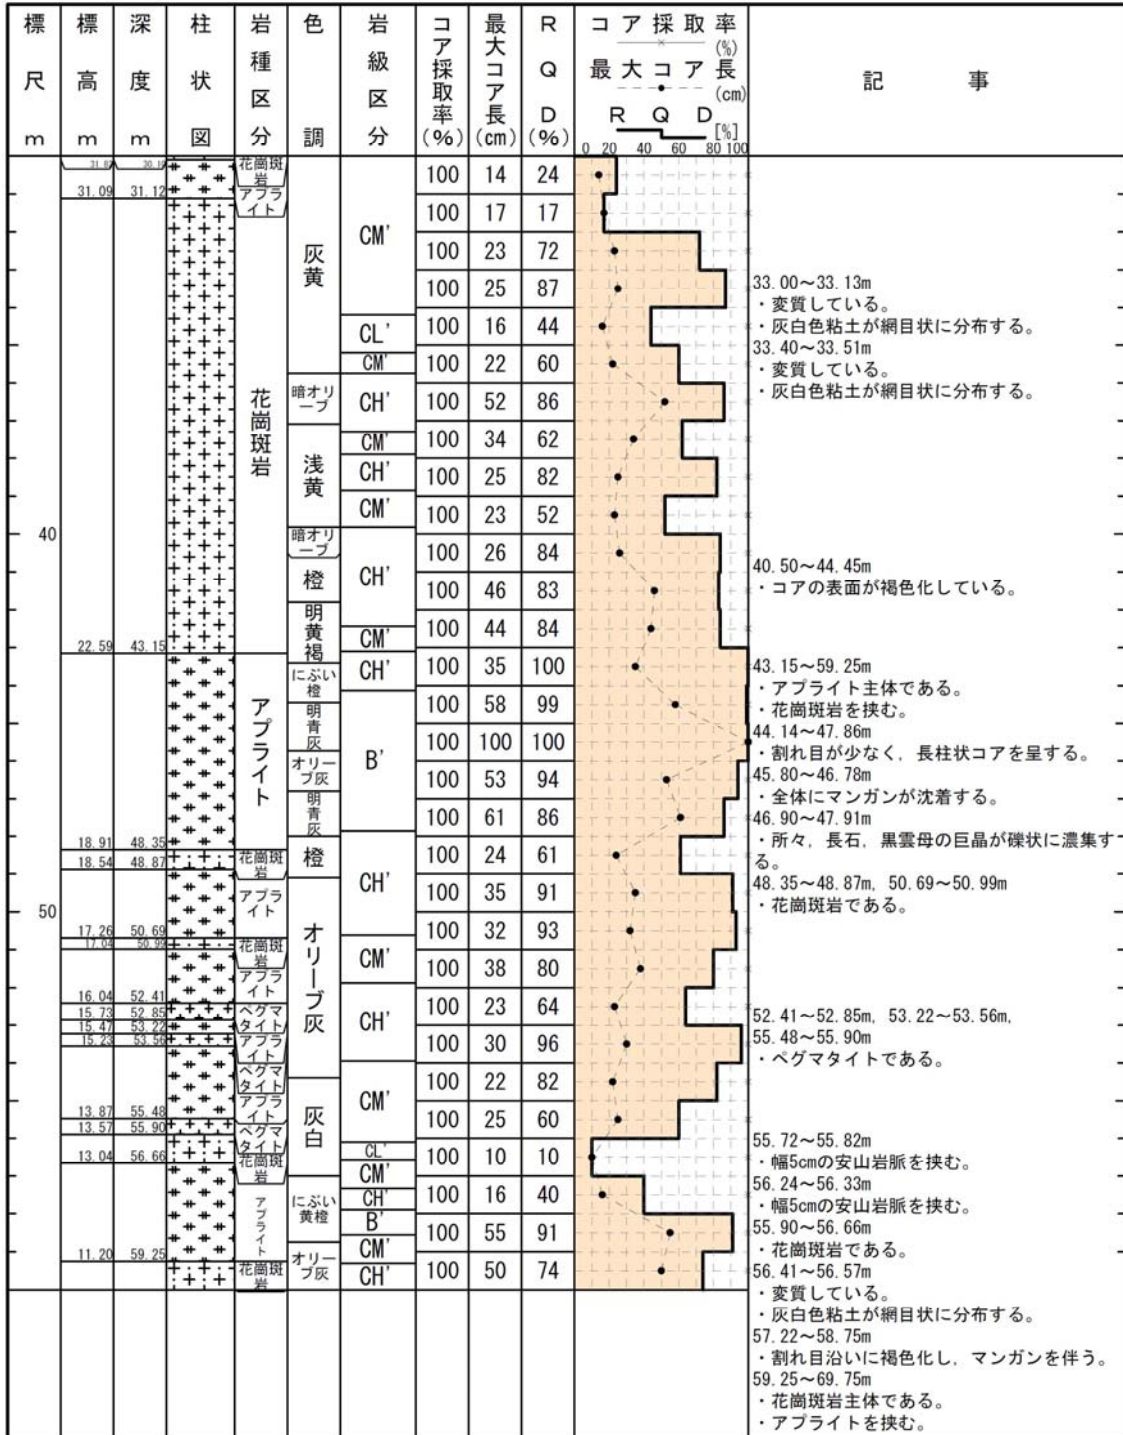 標尺m
標高m
深度m
柱状図
岩種区分
色調
岩級区分
コア採取率(%)
最大コア長(cm)
RQD(%)
コア採取率
(%)
最大コア長
(cm)
RQD
[%]
0 20 40 60 80 100
記事
花崗斑岩
31.09 31.12
アプライト
花崗斑岩
22.59 43.15
アプライト
18.91 48.35
18.54 48.87
花崗斑岩
アプライト
17.26 50.69
17.04 50.99
花崗斑岩
アプライト
16.04 52.41
15.73 52.85
ペグマタイト
15.47 53.22
15.23 53.56
アプライト
ペグマタイト
アプライト
13.87 55.48
13.57 55.90
ペグマタイト
13.04 56.66
花崗斑岩
アプライト
11.20 59.25
花崗斑岩
40
50
灰黄
暗オリーブ
浅黄
暗オリーブ
橙
明黄褐
にぶい橙
明青灰
オリーブ灰
明青灰
橙
オリーブ灰
灰白
にぶい黄橙
オリーブ灰
CM'
CL'
CM'
CH'
CM'
CH'
CM'
CH'
CM'
CH'
B'
CH'
CM'
CH'
CM'
CL'
CM'
CH'
B'
CM'
CH'
100 14 24
100 17 17
100 23 72
100 25 87
100 16 44
100 22 60
100 52 86
100 34 62
100 25 82
100 23 52
100 26 84
100 46 83
100 44 84
100 35 100
100 58 99
100 100 100
100 53 94
100 61 86
100 24 61
100 35 91
100 32 93
100 38 80
100 23 64
100 30 96
100 22 82
100 25 60
100 10 10
100 16 40
100 55 91
100 50 74
33.00～33.13m
・変質している。
・灰白色粘土が網目状に分布する。
33.40～33.51m
・変質している。
・灰白色粘土が網目状に分布する。
40.50～44.45m
・コアの表面が褐色化している。
43.15～59.25m
・アプライト主体である。
・花崗斑岩を挟む。
44.14～47.86m
・割れ目が少なく，長柱状コアを呈する。
45.80～46.78m
・全体にマンガンが沈着する。
46.90～47.91m
・所々，長石，黒雲母の巨晶が礫状に濃集す
る。
48.35～48.87m, 50.69～50.99m
・花崗斑岩である。
52.41～52.85m, 53.22～53.56m,
55.48～55.90m
・ペグマタイトである。
55.72～55.82m
・幅5cmの安山岩脈を挟む。
56.24～56.33m
・幅5cmの安山岩脈を挟む。
55.90～56.66m
・花崗斑岩である。
56.41～56.57m
・変質している。
・灰白色粘土が網目状に分布する。
57.22～58.75m
・割れ目沿いに褐色化し，マンガンを伴う。
59.25～69.75m
・花崗斑岩主体である。
・アプライトを挟む。